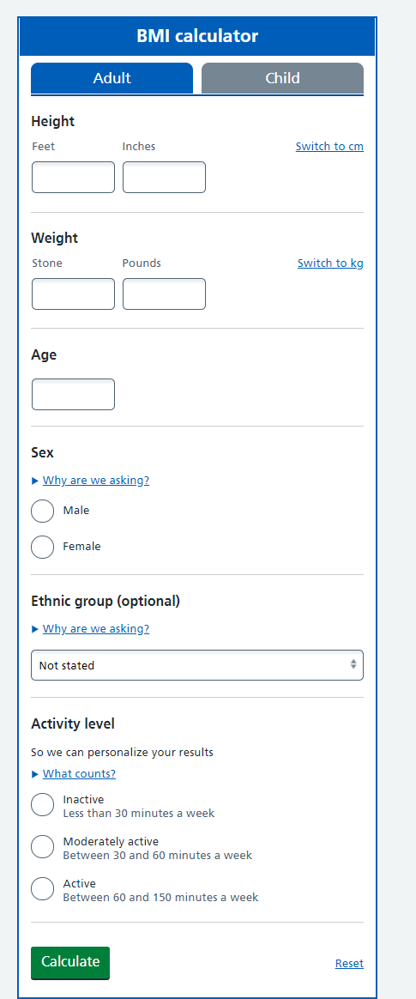 BMI calculator
Adult Child
Height
Feet Inches Switch to cm
Weight
Stone Pounds Switch to kg
Age
Sex
Why are we asking?
Male
Female
Ethnic group (optional)
Why are we asking?
Not stated
Activity level
So we can personalize your results
What counts?
Inactive
Less than 30 minutes a week
Moderately active
Between 30 and 60 minutes a week
Active
Between 60 and 150 minutes a week
Calculate Reset